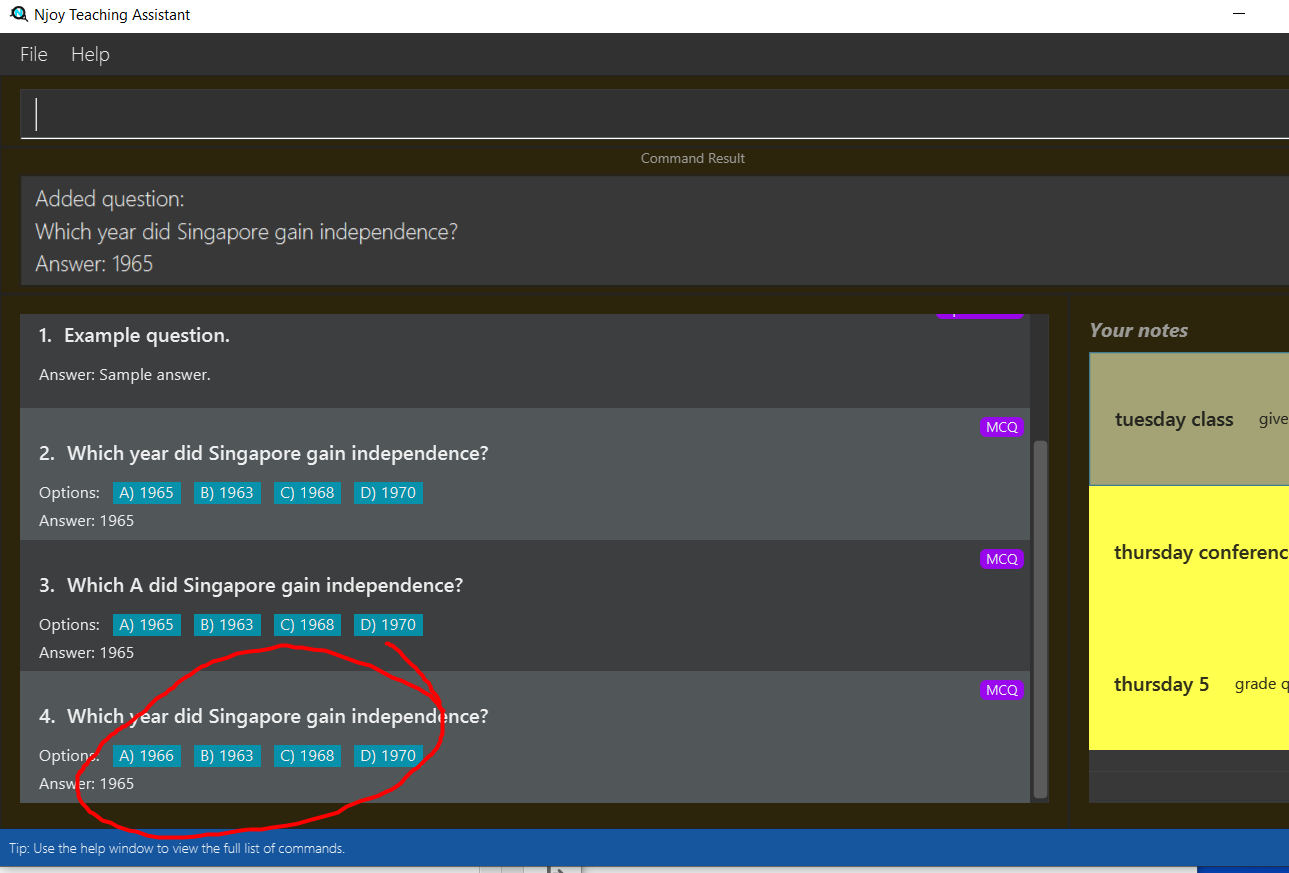 Njoy Teaching Assistant
File Help
Command Result
Added question:
Which year did Singapore gain independence?
Answer: 1965
1. Example question.
Answer: Sample answer.
MCQ
2. Which year did Singapore gain independence?
Options: A) 1965 B) 1963 C) 1968 D) 1970
Answer: 1965
MCQ
3. Which A did Singapore gain independence?
Options: A) 1965 B) 1963 C) 1968 D) 1970
Answer: 1965
MCQ
4. Which year did Singapore gain independence?
Options: A) 1966 B) 1963 C) 1968 D) 1970
Answer: 1965
Your notes
tuesday class give
thursday conferenc
thursday 5 grade q
Tip: Use the help window to view the full list of commands.